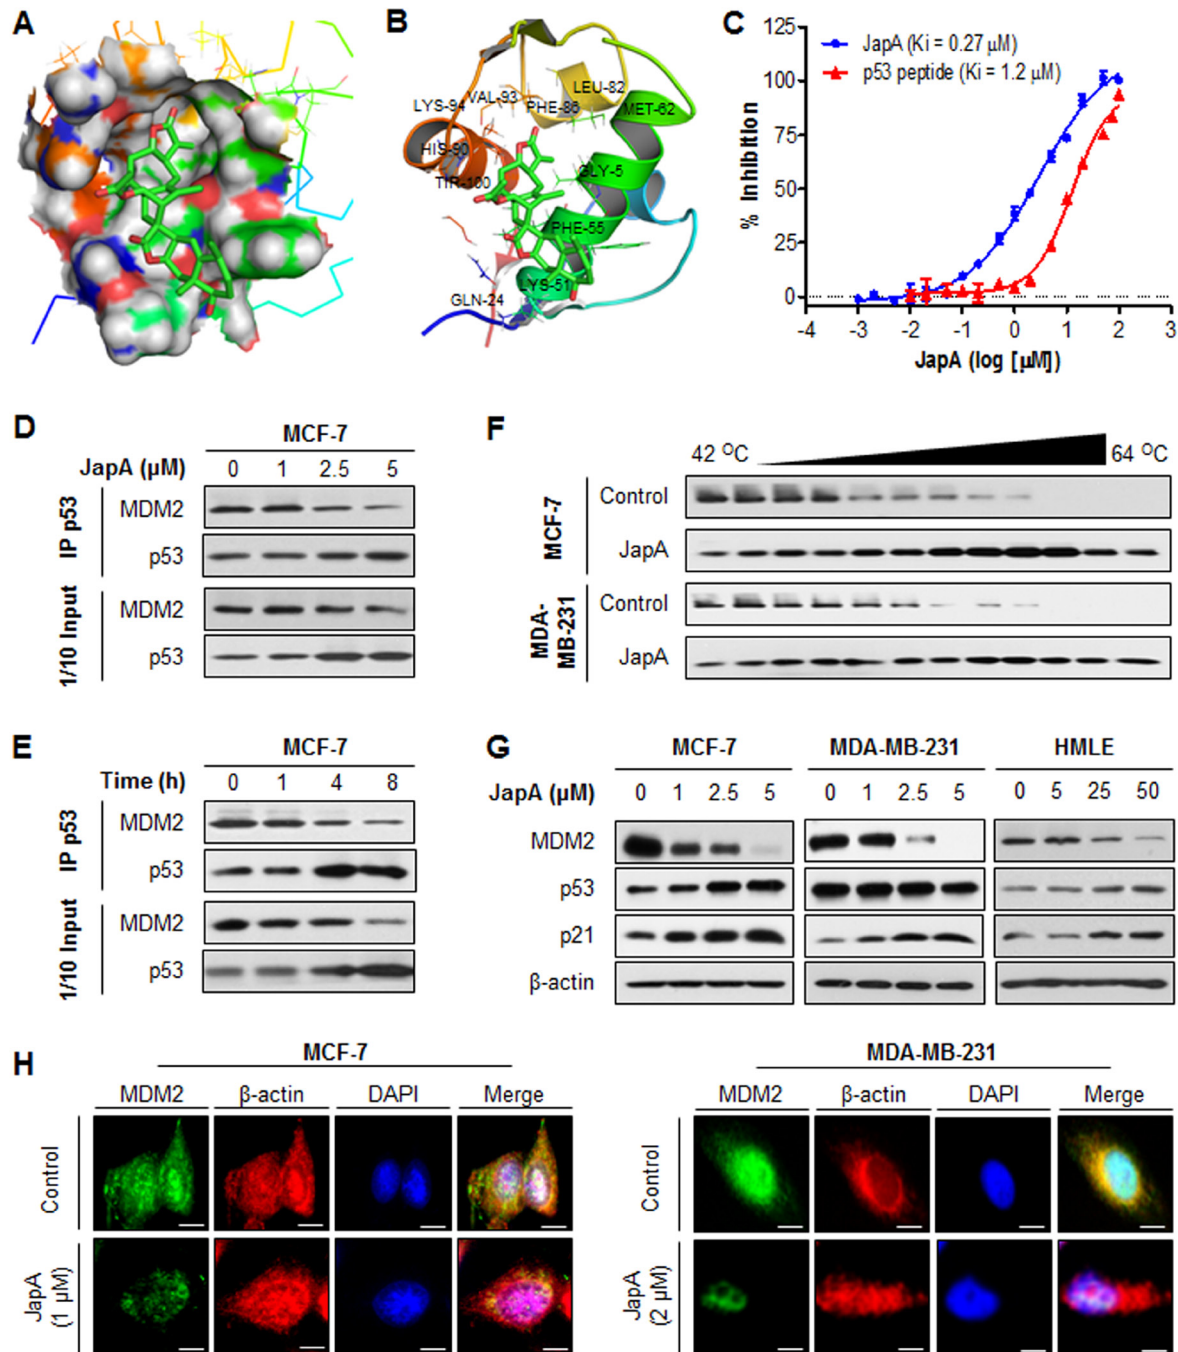 A
B
C
LYS-94
VAL-93
PHE-86
LEU-82
MET-62
HIS-90
TIR-100
GLY-5
PHE-55
LYS-51
GLN-24
JapA (Ki = 0.27 µM)
p53 peptide (Ki = 1.2 µM)
% Inhibition
125
100
75
50
25
0
-4 -3 -2 -1 0 1 2 3
JapA (log [µM])
D
MCF-7
JapA (µM) 0 1 2.5 5
IP p53
MDM2
p53
1/10 Input
MDM2
p53
F
42 °C
64 °C
MCF-7
Control
JapA
MDA-
MB-231
Control
JapA
E
MCF-7
Time (h) 0 1 4 8
IP p53
MDM2
p53
1/10 Input
MDM2
p53
G
MCF-7 MDA-MB-231 HMLE
JapA (µM) 0 1 2.5 5 0 1 2.5 5 0 5 25 50
MDM2
p53
p21
β-actin
H
MCF-7
MDM2 β-actin DAPI Merge
Control
JapA
(1 µM)
MDA-MB-231
MDM2 β-actin DAPI Merge
Control
JapA
(2 µM)